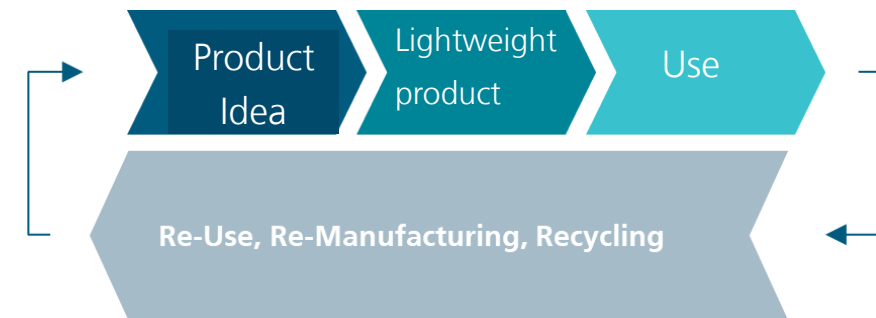 Product
Idea
Lightweight
product
Use
Re-Use, Re-Manufacturing, Recycling